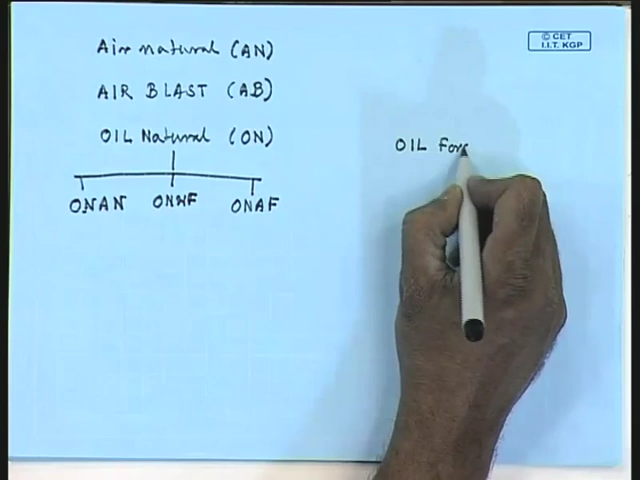 Air natural (AN)
AIR BLAST (AB)
OIL Natural (ON)
ONAN ONWF ONAF
OIL For
© CET
I.I.T. KGP